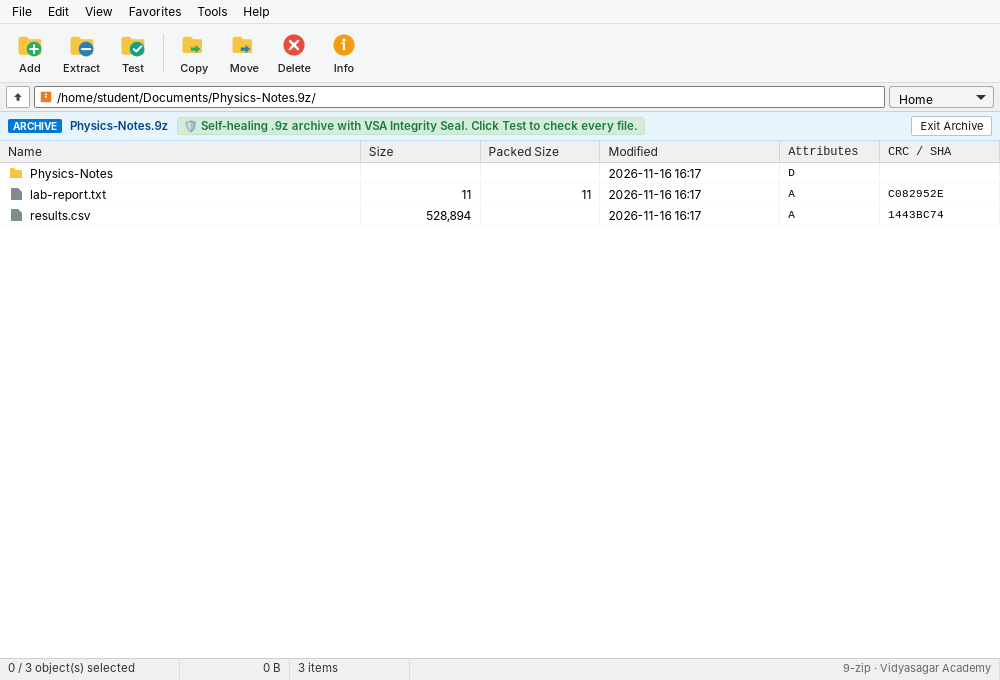 File Edit View Favorites Tools Help
Add Extract Test Copy Move Delete Info
/home/student/Documents/Physics-Notes.9z/ Home
ARCHIVE Physics-Notes.9z Self-healing .9z archive with VSA Integrity Seal. Click Test to check every file. Exit Archive
Name Size Packed Size Modified Attributes CRC / SHA
Physics-Notes 2026-11-16 16:17 D
lab-report.txt 11 11 2026-11-16 16:17 A C082952E
results.csv 528,894 2026-11-16 16:17 A 1443BC74
0 / 3 object(s) selected 0 B 3 items 9-zip · Vidyasagar Academy